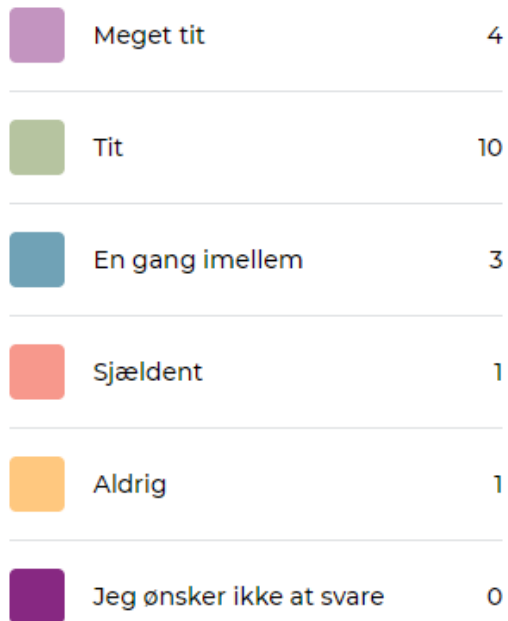 Meget tit 4
Tit 10
En gang imellem 3
Sjældent 1
Aldrig 1
Jeg ønsker ikke at svare 0